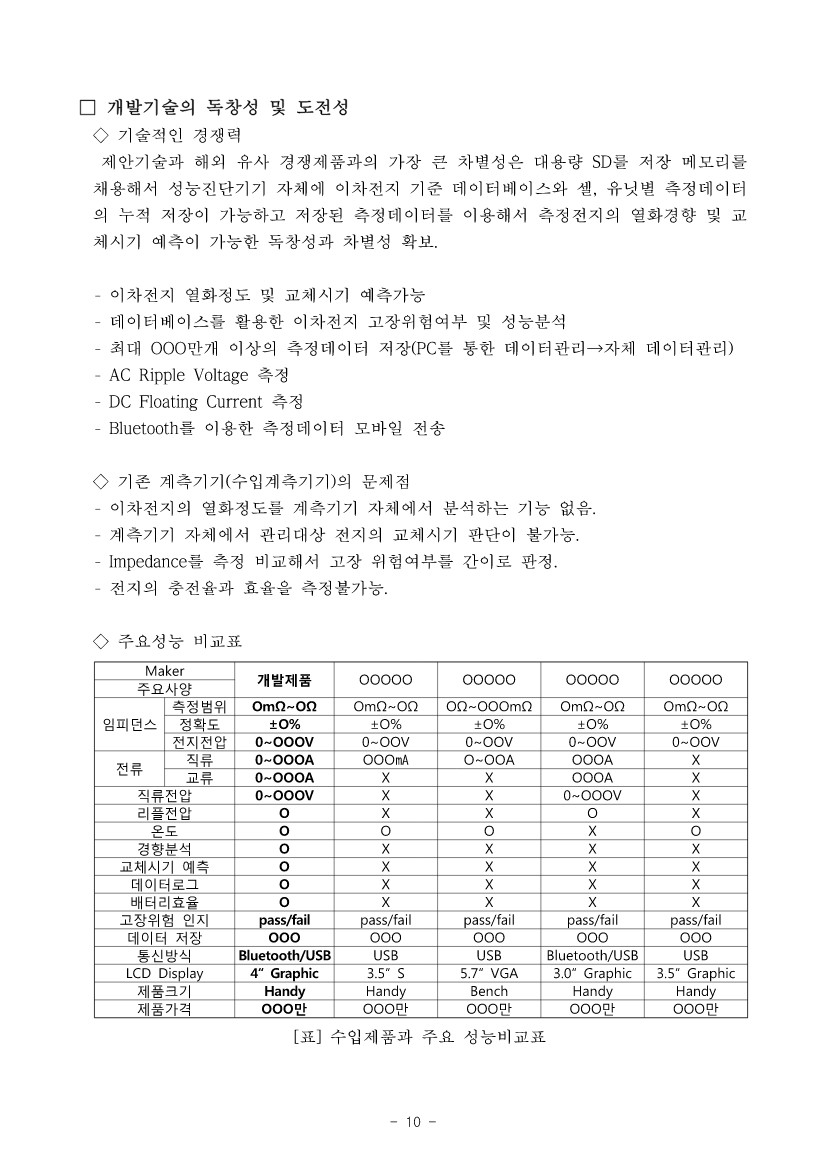 □ 개발기술의 독창성 및 도전성
◇ 기술적인 경쟁력
제안기술과 해외 유사 경쟁제품과의 가장 큰 차별성은 대용량 SD를 저장 메모리를
채용해서 성능진단기기 자체에 이차전지 기준 데이터베이스와 셀, 유닛별 측정데이터
의 누적 저장이 가능하고 저장된 측정데이터를 이용해서 측정전지의 열화경향 및 교
체시기 예측이 가능한 독창성과 차별성 확보.
- 이차전지 열화정도 및 교체시기 예측가능
- 데이터베이스를 활용한 이차전지 고장위험여부 및 성능분석
- 최대 OOO만개 이상의 측정데이터 저장(PC를 통한 데이터관리→자체 데이터관리)
- AC Ripple Voltage 측정
- DC Floating Current 측정
- Bluetooth를 이용한 측정데이터 모바일 전송
◇ 기존 계측기기(수입계측기기)의 문제점
- 이차전지의 열화정도를 계측기기 자체에서 분석하는 기능 없음.
- 계측기기 자체에서 관리대상 전지의 교체시기 판단이 불가능.
- Impedance를 측정 비교해서 고장 위험여부를 간이로 판정.
- 전지의 충전율과 효율을 측정불가능.
◇ 주요성능 비교표
Maker 개발제품 OOOOO OOOOO OOOOO OOOOO
주요사양
임피던스 측정범위 OmΩ~OΩ OmΩ~OΩ OΩ~OOOmΩ OmΩ~OΩ OmΩ~OΩ
정확도 ±O% ±O% ±O% ±O% ±O%
전지전압 0~OOOV 0~OOV 0~OOV 0~OOV 0~OOV
전류 직류 0~OOOA OOO㎃ O~OOA OOOA X
교류 0~OOOA X X OOOA X
직류전압 0~OOOV X X 0~OOOV X
리플전압 O X X O X
온도 O O O X O
경향분석 O X X X X
교체시기 예측 O X X X X
데이터로그 O X X X X
배터리효율 O X X X X
고장위험 인지 pass/fail pass/fail pass/fail pass/fail pass/fail
데이터 저장 OOO OOO OOO OOO OOO
통신방식 Bluetooth/USB USB USB Bluetooth/USB USB
LCD Display 4“ Graphic 3.5“ S 5.7“ VGA 3.0“ Graphic 3.5“ Graphic
제품크기 Handy Handy Bench Handy Handy
제품가격 OOO만 OOO만 OOO만 OOO만 OOO만
[표] 수입제품과 주요 성능비교표
- 10 -